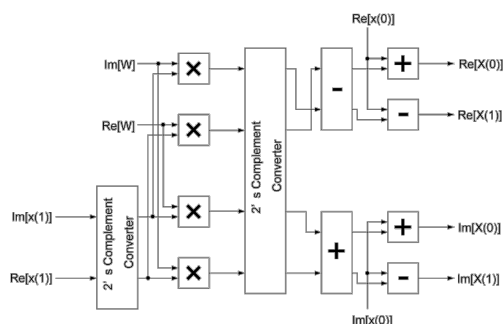 Re[x(0)]
Im[W]
×
+
Re[X(0)]
-
-
Re[X(1)]
Re[W]
×
2' s Complement
Converter
Im[x(1)]
2' s Complement
Converter
×
+
Im[X(0)]
+
Re[x(1)]
×
-
Im[X(1)]
Im[x(0)]